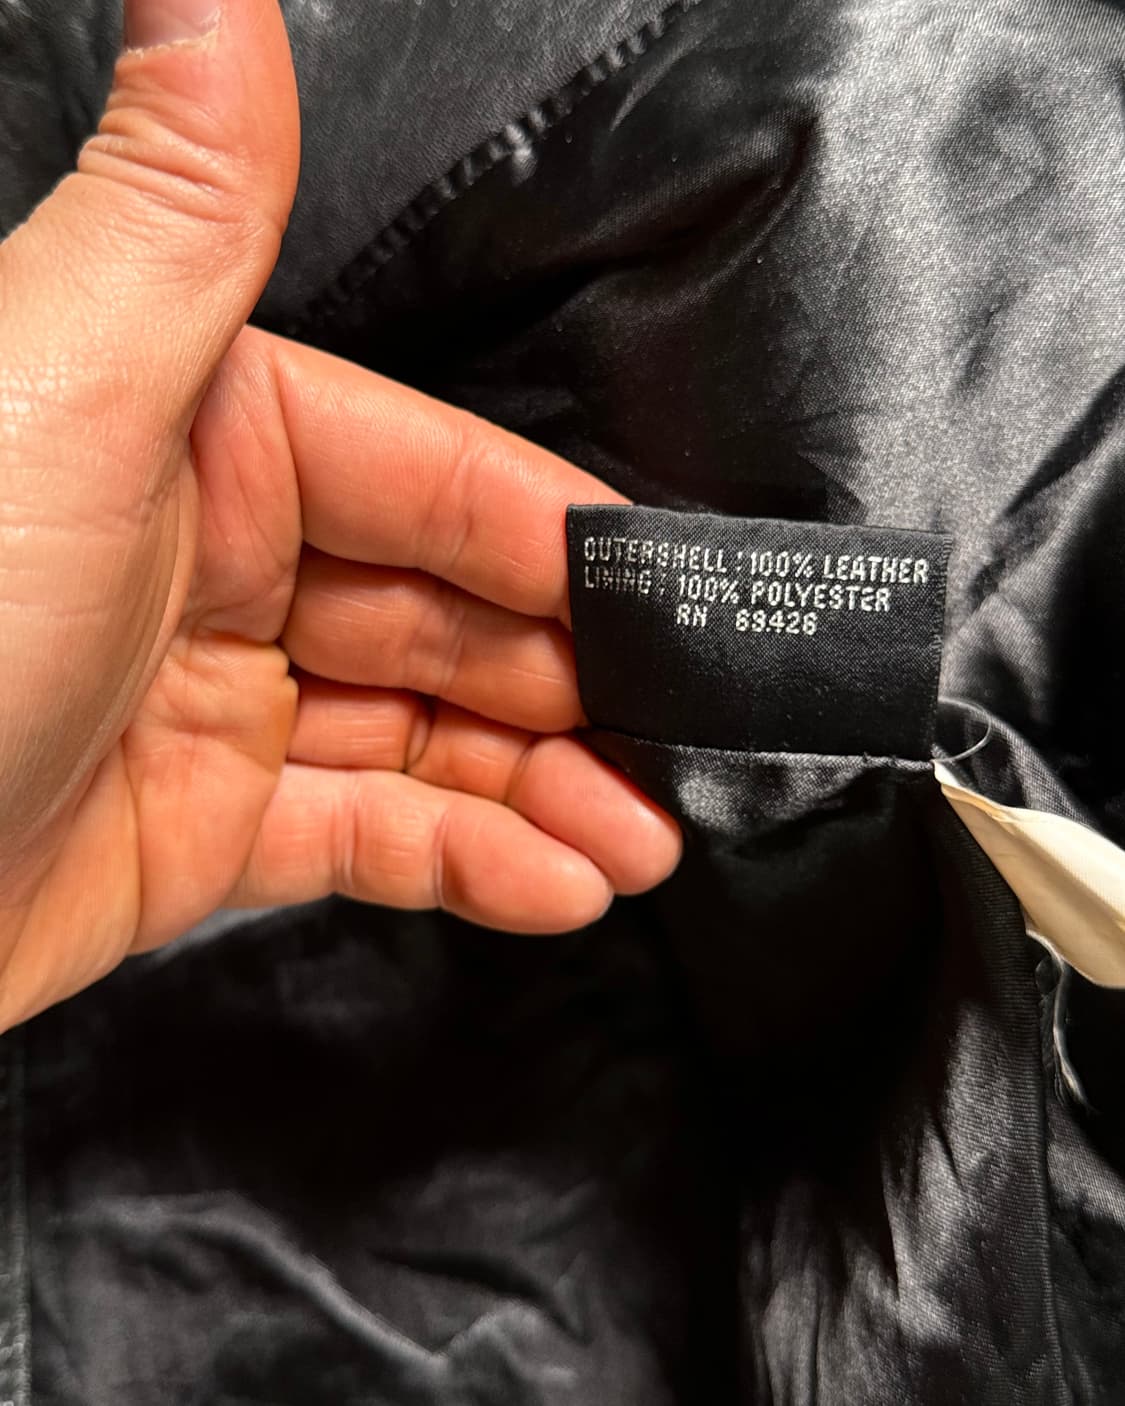 OUTERSHELL : 100% LEATHER
LINING : 100% POLYESTER
RN 69426